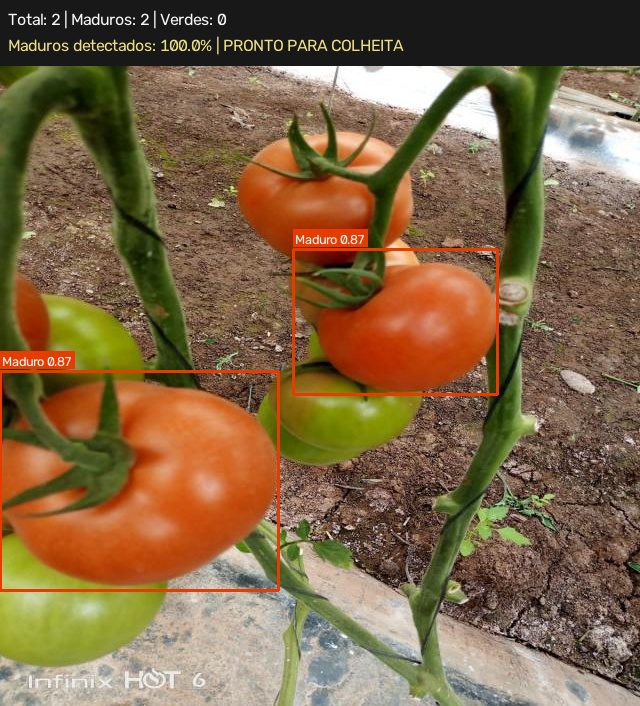 Total: 2 | Maduros: 2 | Verdes: 0
Maduros detectados: 100.0% | PRONTO PARA COLHEITA
Maduro 0.87
Maduro 0.87
Infinix HOT 6